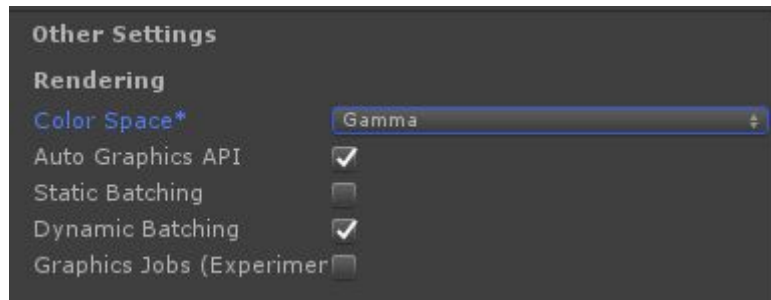 Other Settings
Rendering
Color Space* Gamma
Auto Graphics API
Static Batching
Dynamic Batching
Graphics Jobs (Experimer